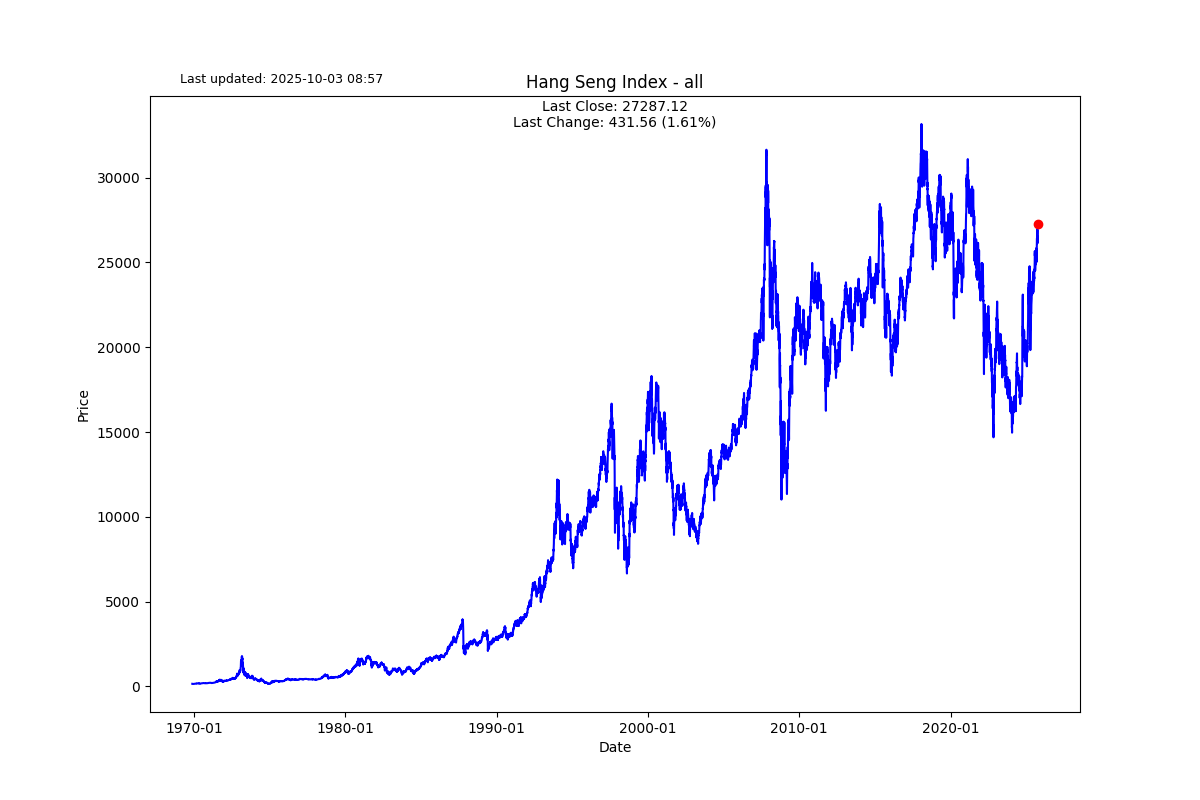 Last updated: 2025-10-03 08:57
Hang Seng Index - all
Last Close: 27287.12
Last Change: 431.56 (1.61%)
Price
30000
25000
20000
15000
10000
5000
0
1970-01
1980-01
1990-01
2000-01
2010-01
2020-01
Date